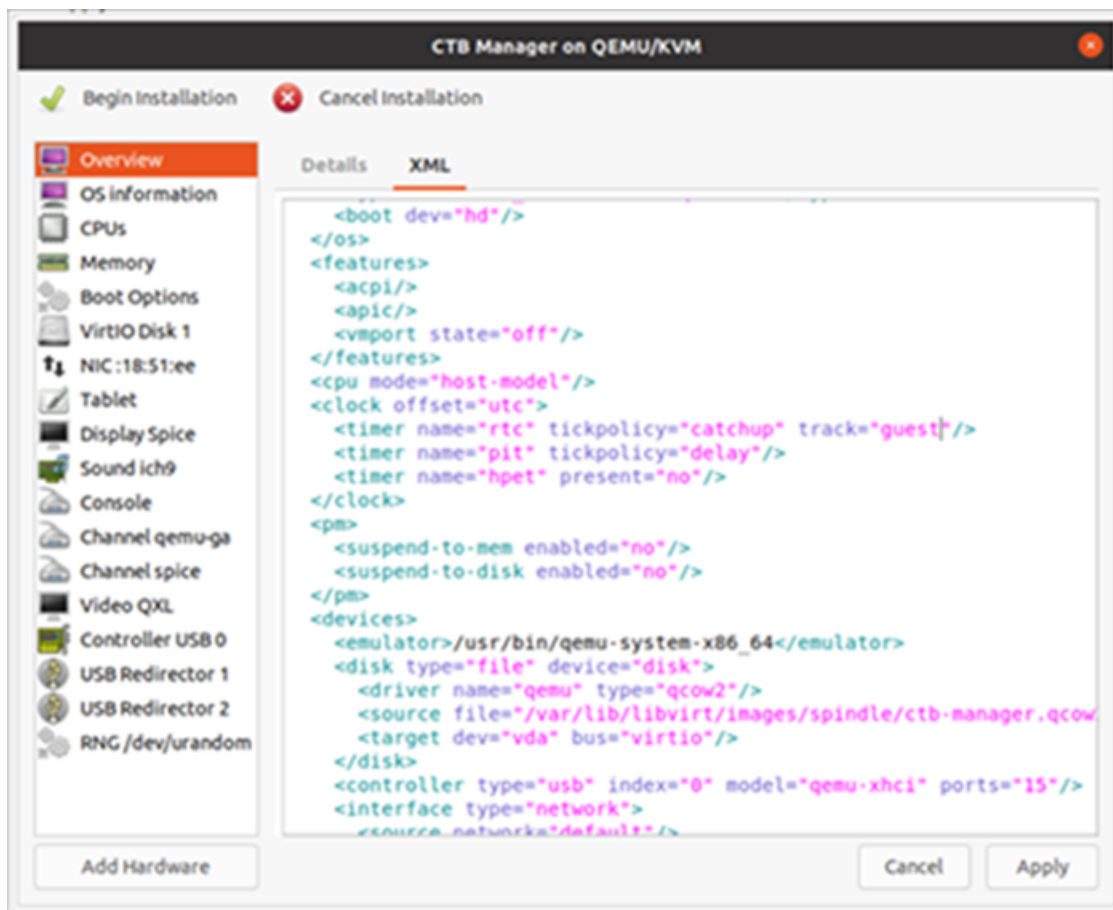 CTB Manager on QEMU/KVM
Begin Installation
Cancel Installation
Overview
OS information
CPUs
Memory
Boot Options
VirtIO Disk 1
NIC :18:51:ee
Tablet
Display Spice
Sound ich9
Console
Channel qemu-ga
Channel spice
Video QXL
Controller USB 0
USB Redirector 1
USB Redirector 2
RNG /dev/urandom
Add Hardware
Details
XML
<boot dev="hd"/>
</os>
<features>
<acpi/>
<apic/>
<vmport state="off"/>
</features>
<cpu mode="host-model"/>
<clock offset="utc">
<timer name="rtc" tickpolicy="catchup" track="guest"/>
<timer name="pit" tickpolicy="delay"/>
<timer name="hpet" present="no"/>
</clock>
<pm>
<suspend-to-mem enabled="no"/>
<suspend-to-disk enabled="no"/>
</pm>
<devices>
<emulator>/usr/bin/qemu-system-x86_64</emulator>
<disk type="file" device="disk">
<driver name="qemu" type="qcow2"/>
<source file="/var/lib/libvirt/images/spindle/ctb-manager.qcow
<target dev="vda" bus="virtio"/>
</disk>
<controller type="usb" index="0" model="qemu-xhci" ports="15"/>
<interface type="network">
<source network="default"/>
Cancel
Apply